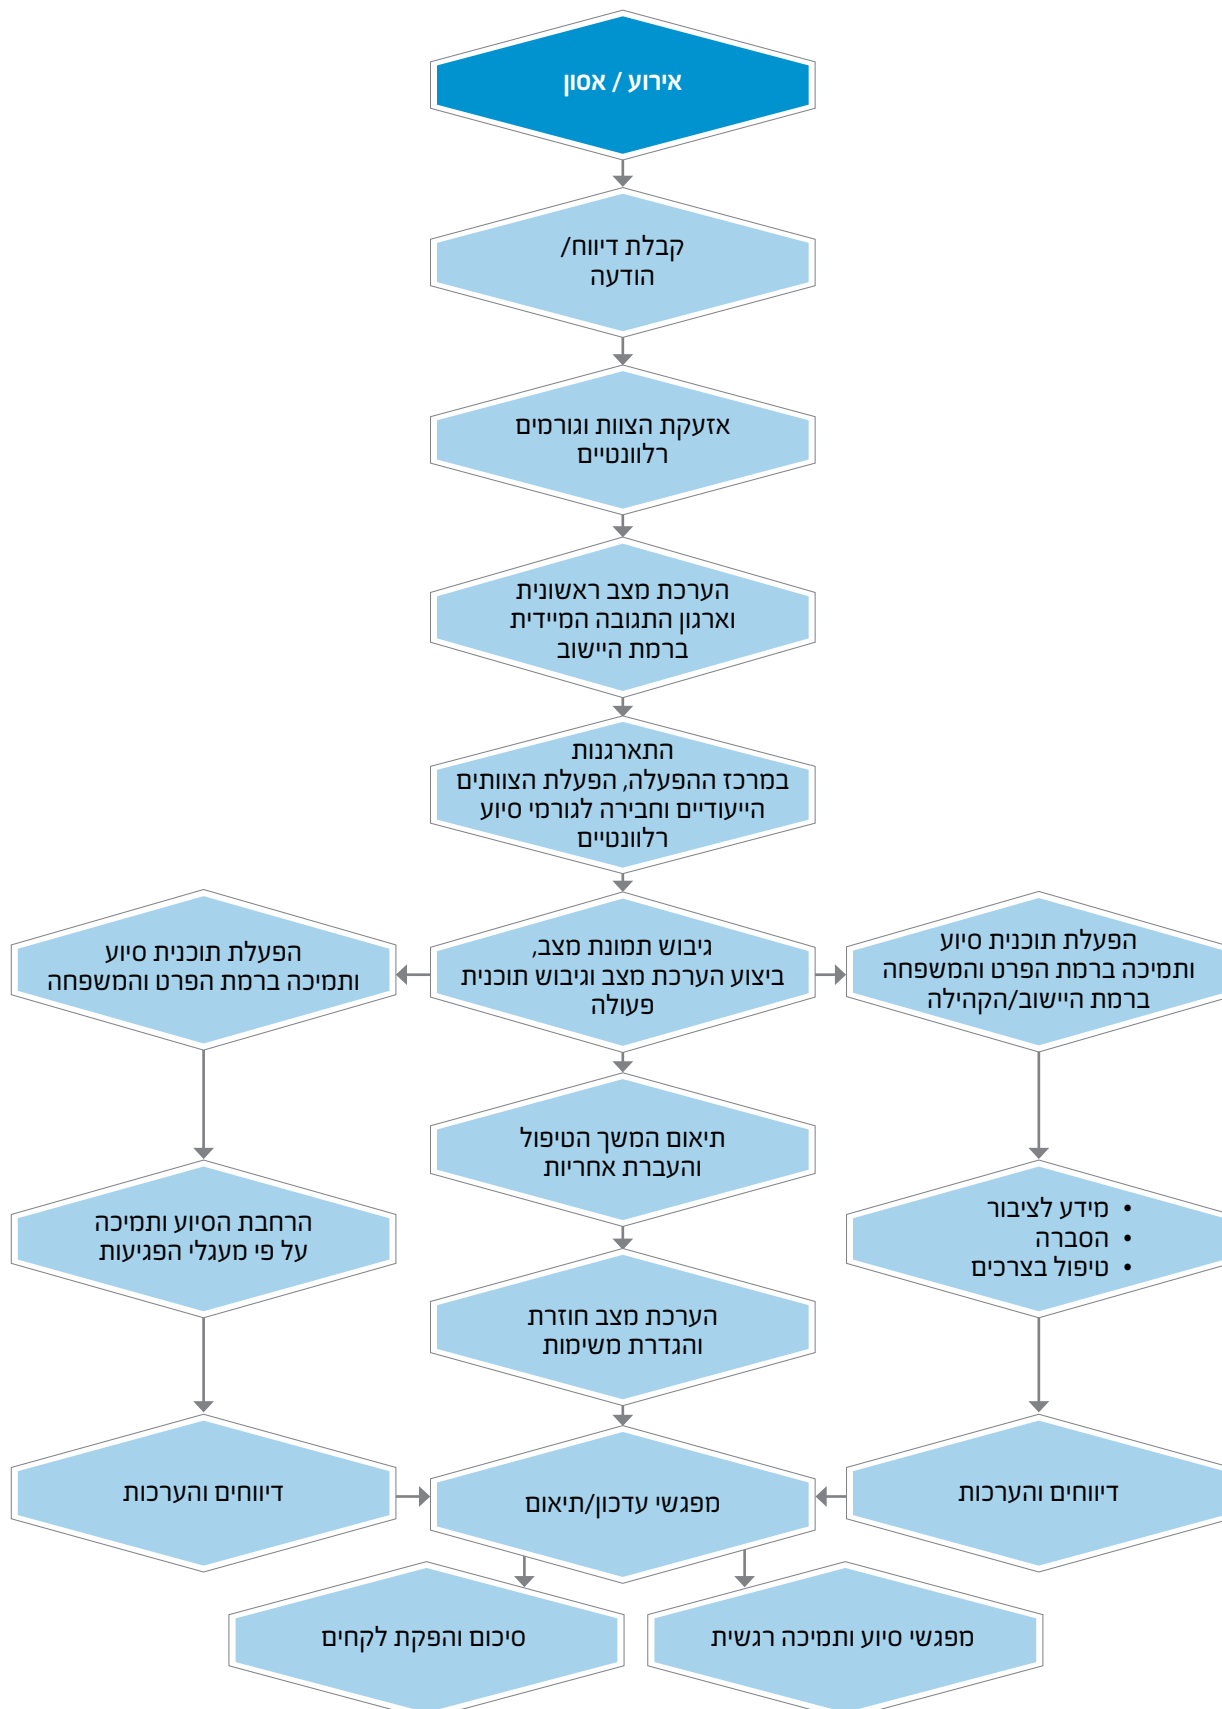 אירוע / אסון
קבלת דיווח/
הודעה
אזעקת הצוות וגורמים
רלוונטיים
הערכת מצב ראשונית
וארגון התגובה המיידית
ברמת היישוב
התארגנות
במרכז ההפעלה, הפעלת הצוותים
הייעודיים וחבירה לגורמי סיוע
רלוונטיים
הפעלת תוכנית סיוע
ותמיכה ברמת הפרט והמשפחה
ברמת היישוב/הקהילה
גיבוש תמונת מצב,
ביצוע הערכת מצב וגיבוש תוכנית
פעולה
הפעלת תוכנית סיוע
ותמיכה ברמת הפרט והמשפחה
תיאום המשך הטיפול
והעברת אחריות
• מידע לציבור
• הסברה
• טיפול בצרכים
הרחבת הסיוע ותמיכה
על פי מעגלי הפגיעות
הערכת מצב חוזרת
והגדרת משימות
דיווחים והערכות
מפגשי עדכון/תיאום
דיווחים והערכות
מפגשי סיוע ותמיכה רגשית
סיכום והפקת לקחים